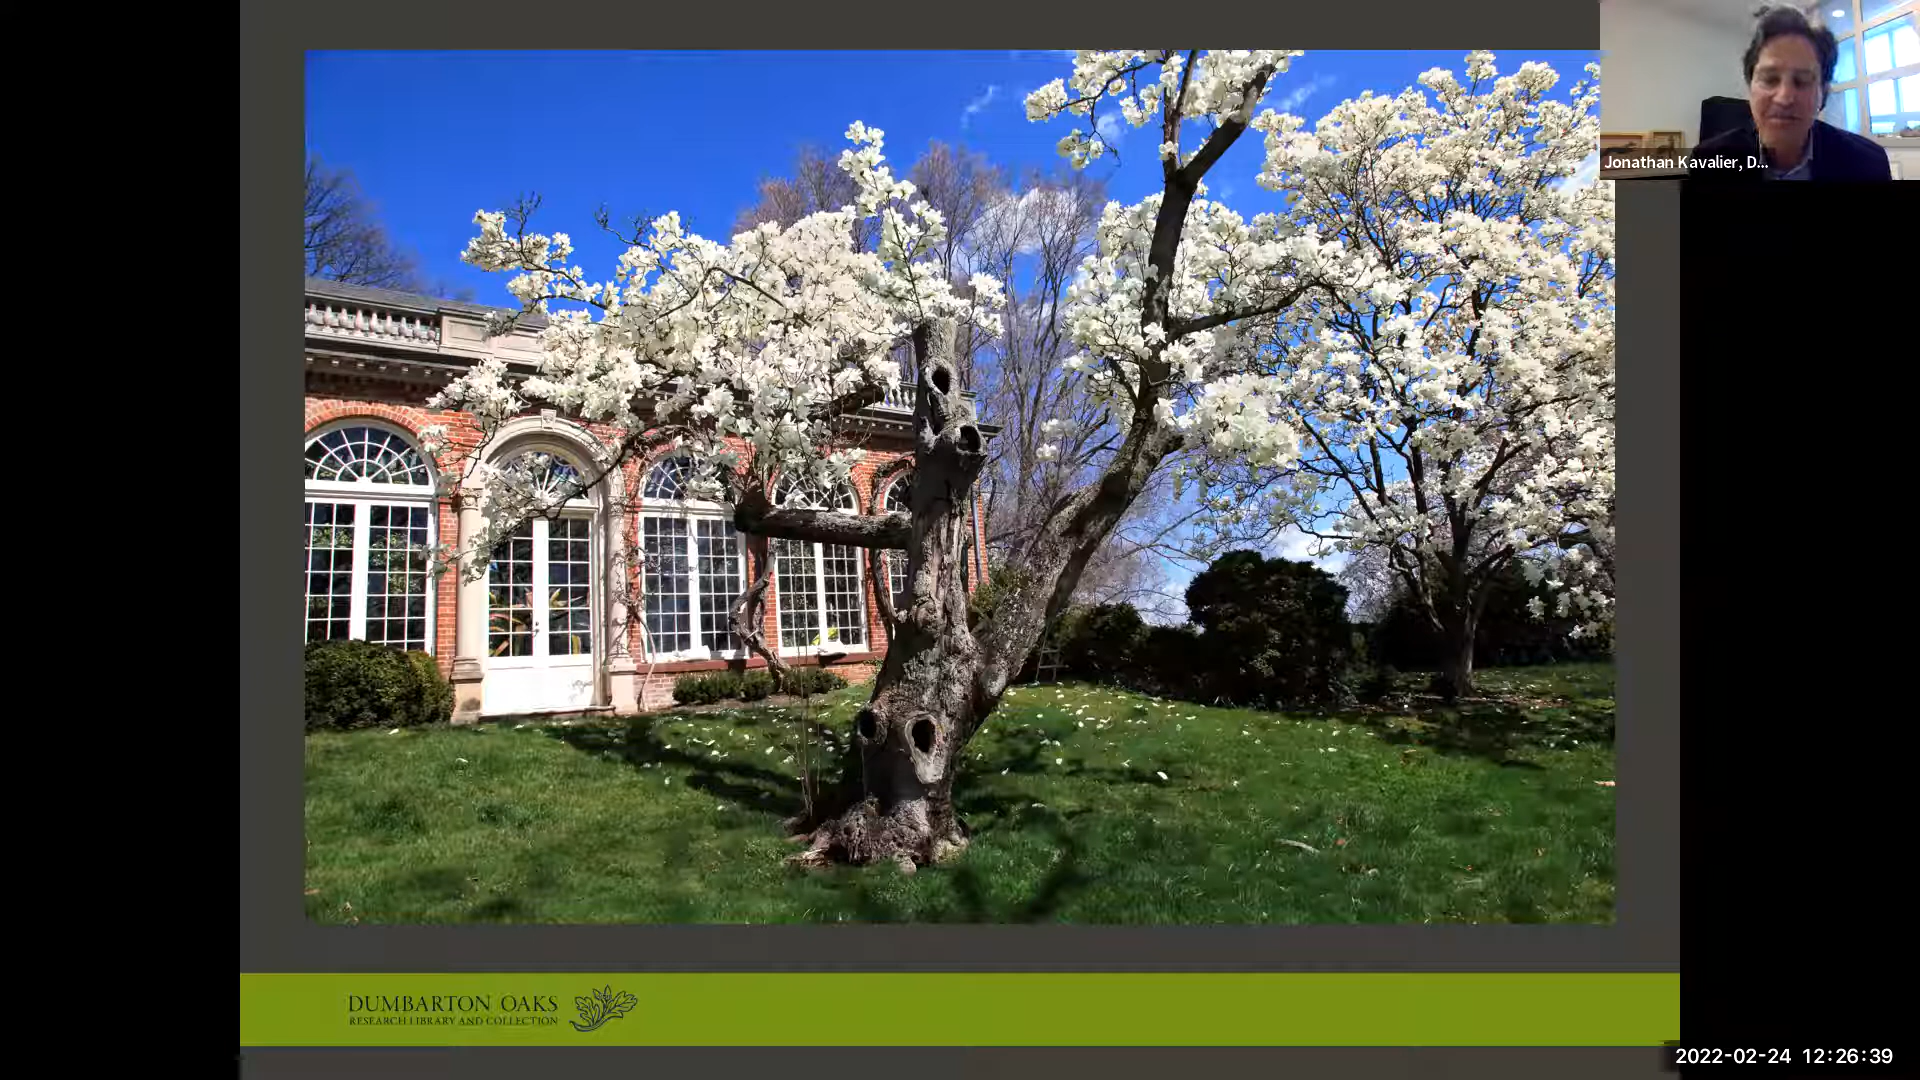 Jonathan Kavalier, D...
DUMBARTON OAKS
RESEARCH LIBRARY AND COLLECTION
2022-02-24 12:26:39